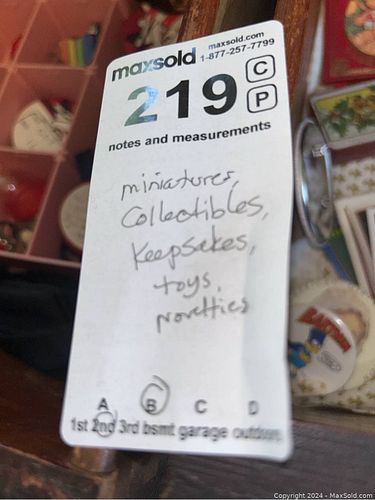 maxsold
maxsold.com
1-877-257-7799
219
C
P
notes and measurements
miniatures,
Collectibles,
Keepsakes,
toys,
novelties
A B C D
1st 2nd 3rd bsmt garage outdoors
Copyright © 2024 - MaxSold.com